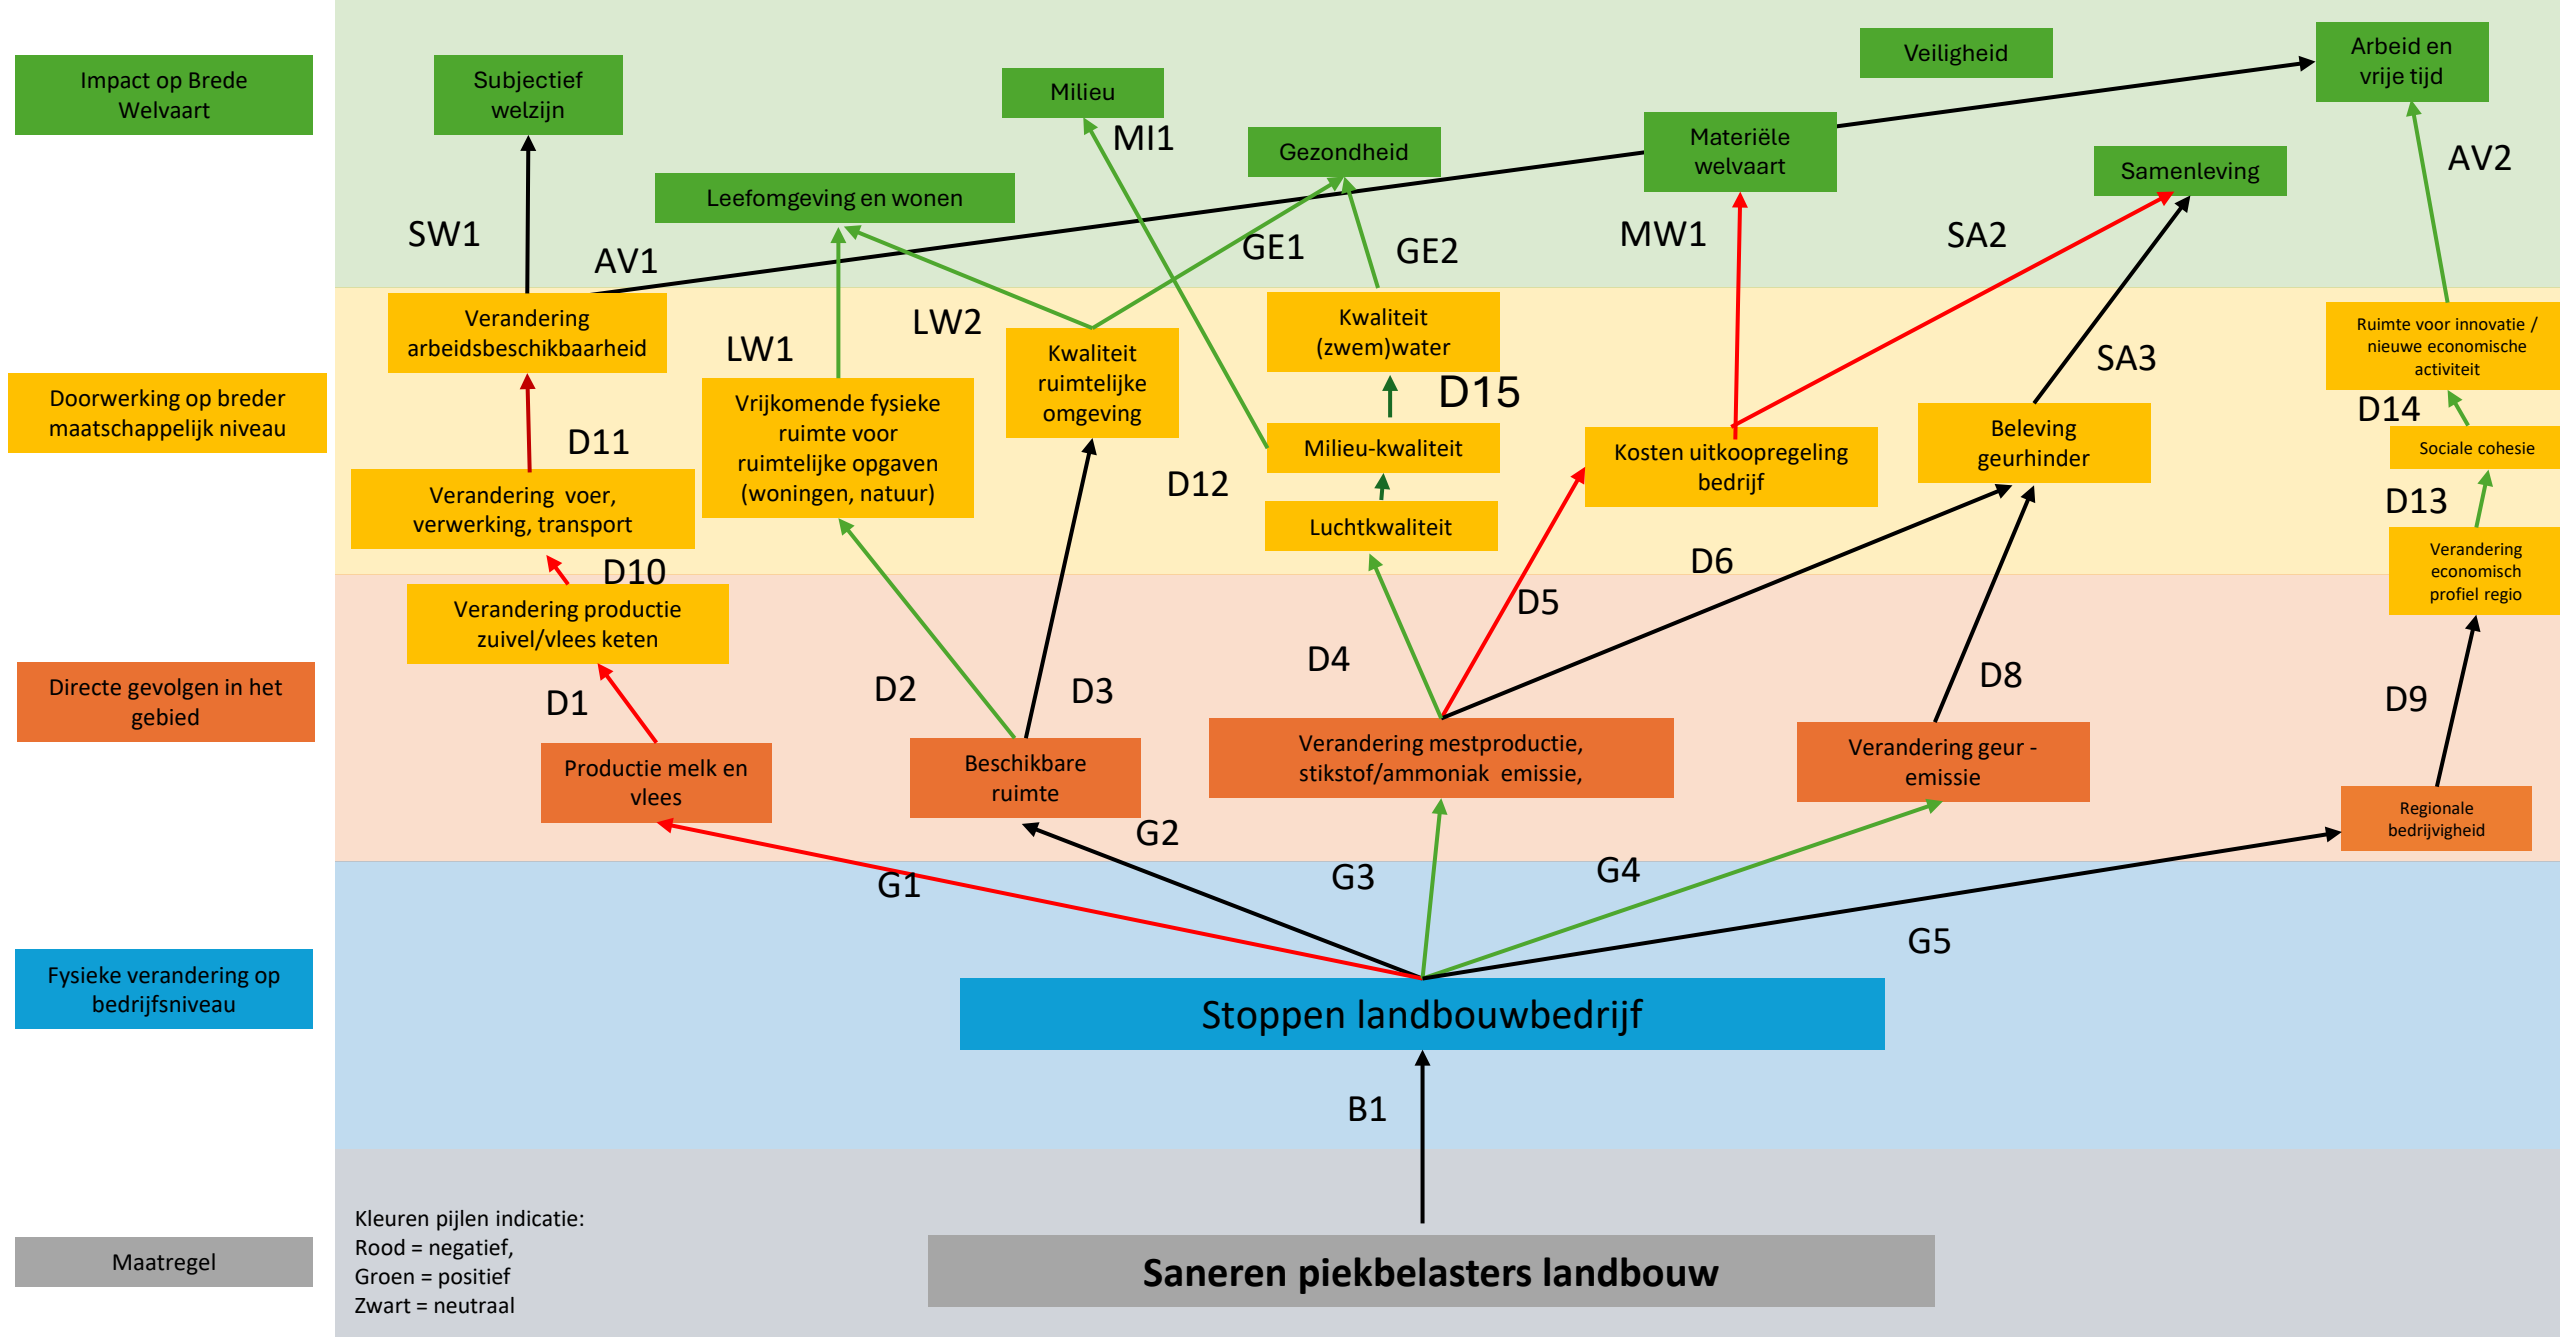 Impact op Brede
Welvaart
Subjectief
welzijn
Milieu
Veiligheid
Arbeid en
vrije tijd
MI1
Gezondheid
Materiële
welvaart
Samenleving
AV2
Leefomgeving en wonen
SW1
AV1
GE1
GE2
MW1
SA2
Verandering
arbeidsbeschikbaarheid
LW1
LW2
Kwaliteit
ruimtelijke
omgeving
Kwaliteit
(zwem)water
SA3
Ruimte voor innovatie /
nieuwe economische
activiteit
Doorwerking op breder
maatschappelijk niveau
D11
Vrijkomende fysieke
ruimte voor
ruimtelijke opgaven
(woningen, natuur)
D15
D12
Milieu-kwaliteit
Kosten uitkoopregeling
bedrijf
Beleving
geurhinder
D14
Sociale cohesie
Verandering  voer,
verwerking, transport
Luchtkwaliteit
D13
D10
D6
Verandering
economisch
profiel regio
Verandering productie
zuivel/vlees keten
D5
Directe gevolgen in het
gebied
D1
D2
D3
D4
D8
D9
Productie melk en
vlees
Beschikbare
ruimte
Verandering mestproductie,
stikstof/ammoniak  emissie,
Verandering geur -
emissie
Regionale
bedrijvigheid
G1
G2
G3
G4
G5
Fysieke verandering op
bedrijfsniveau
Stoppen landbouwbedrijf
B1
Maatregel
Kleuren pijlen indicatie:
Rood = negatief,
Groen = positief
Zwart = neutraal
Saneren piekbelasters landbouw